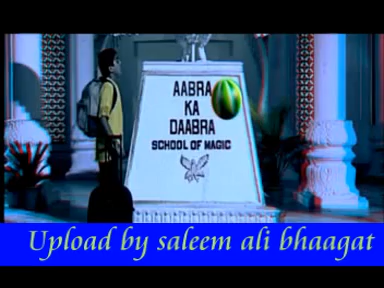 AABRA
KA
DAABRA
SCHOOL OF MAGIC
Upload by saleem ali bhaagat